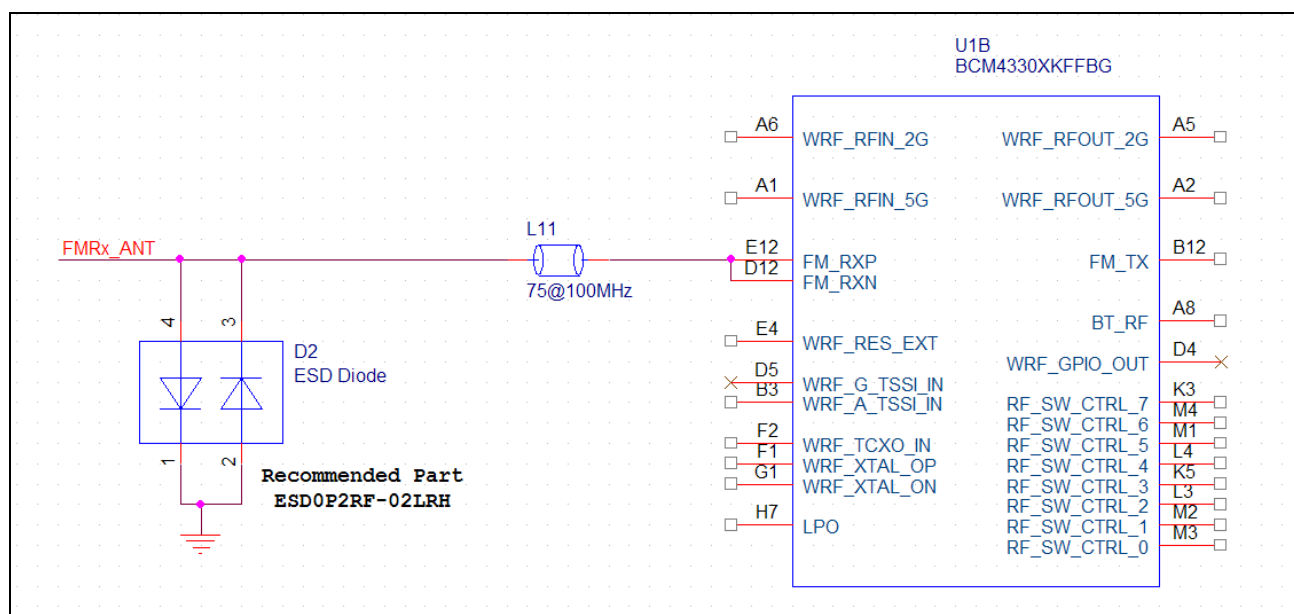 U1B
BCM4330XKFFBG
A6
WRF_RFIN_2G
WRF_RFOUT_2G
A5
A1
WRF_RFIN_5G
WRF_RFOUT_5G
A2
FMRx_ANT
L11
75@100MHz
E12
FM_RXP
FM_TX
B12
D12
FM_RXN
BT_RF
A8
E4
WRF_RES_EXT
WRF_GPIO_OUT
D4
D5
WRF_G_TSSI_IN
B3
WRF_A_TSSI_IN
RF_SW_CTRL_7
K3
RF_SW_CTRL_6
M4
F2
WRF_TCXO_IN
RF_SW_CTRL_5
M1
F1
WRF_XTAL_OP
RF_SW_CTRL_4
L4
G1
WRF_XTAL_ON
RF_SW_CTRL_3
K5
RF_SW_CTRL_2
L3
H7
LPO
RF_SW_CTRL_1
M2
RF_SW_CTRL_0
M3
4
3
D2
ESD Diode
1
2
Recommended Part
ESD0P2RF-02LRH